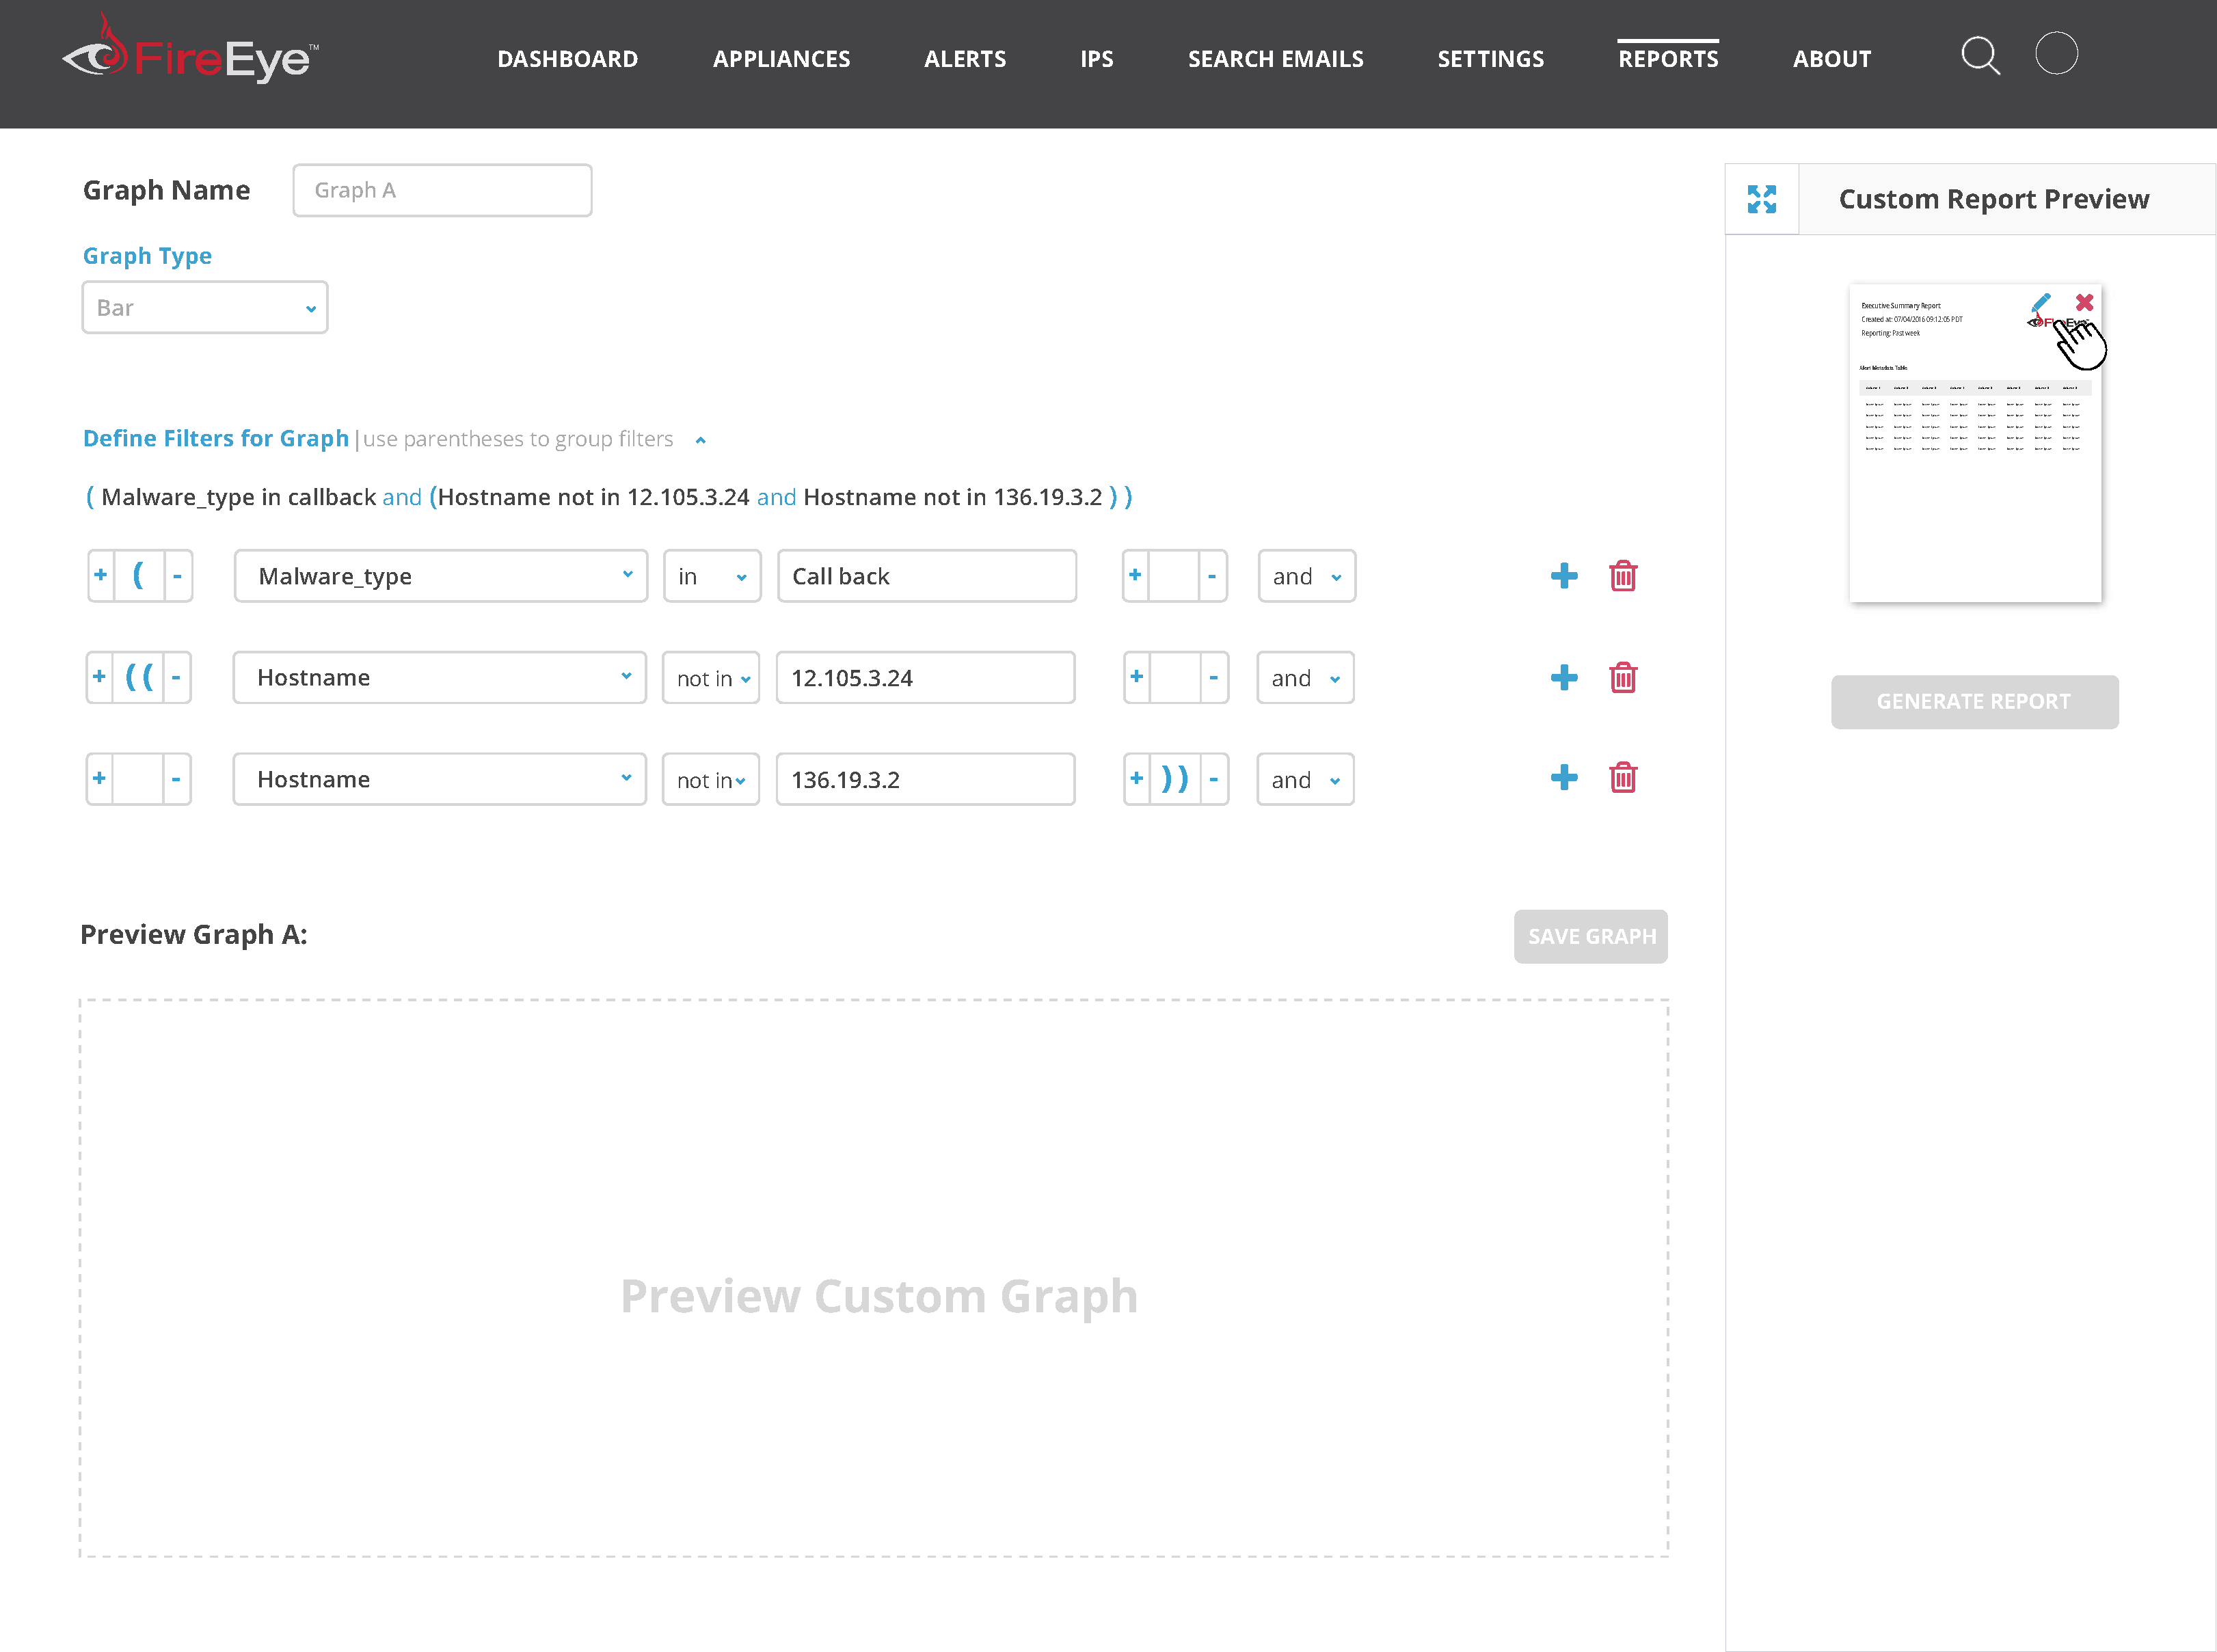 FireEye™
DASHBOARD APPLIANCES ALERTS IPS SEARCH EMAILS SETTINGS REPORTS ABOUT
Graph Name Graph A
Graph Type
Bar
Define Filters for Graph | use parentheses to group filters
( Malware_type in callback and (Hostname not in 12.105.3.24 and Hostname not in 136.19.3.2 ) )
+ ( - Malware_type in Call back + - and
+ ( ( - Hostname not in 12.105.3.24 + - and
+ - Hostname not in 136.19.3.2 + ) ) - and
Preview Graph A:
SAVE GRAPH
Preview Custom Graph
Custom Report Preview
Executive Summary Report
Created at: 07/04/2016 09:12:05 PDT
Reporting: Past week
Alert Metadata Table
GENERATE REPORT